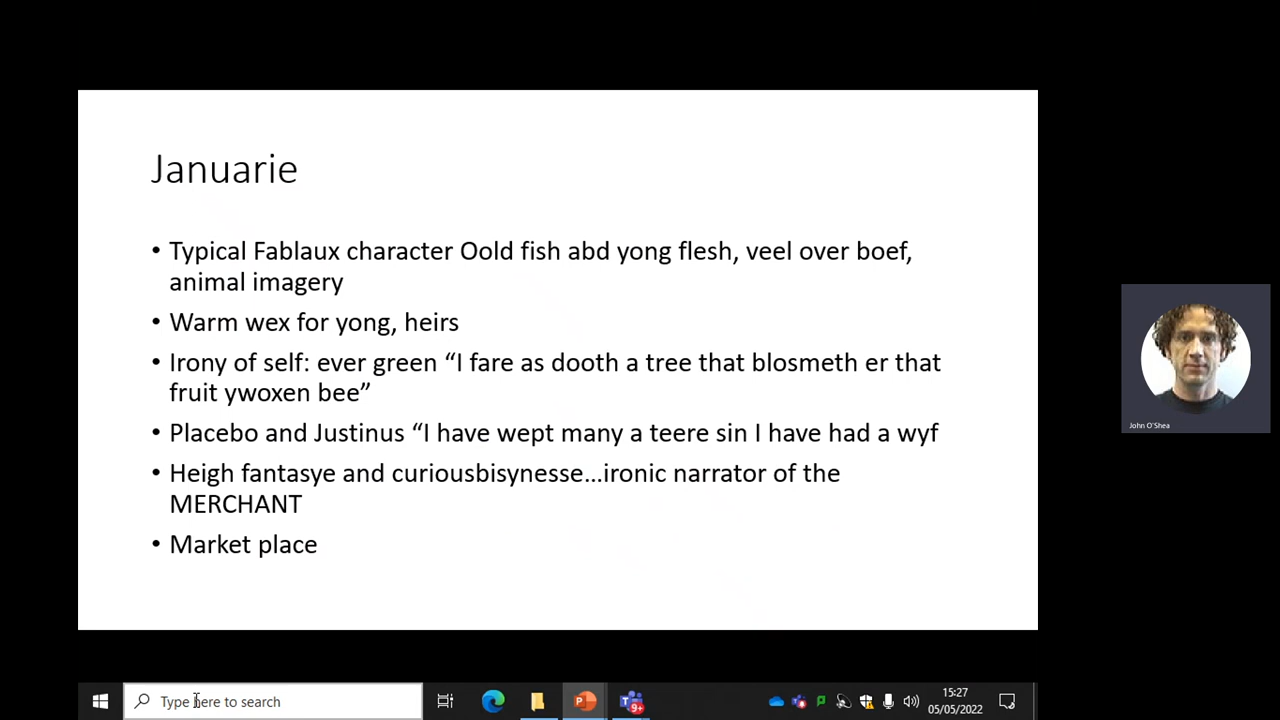 Januarie
• Typical Fablaux character Oold fish abd yong flesh, veel over boef,
animal imagery
• Warm wex for yong, heirs
• Irony of self: ever green “I fare as dooth a tree that blosmeth er that
fruit ywoxen bee”
• Placebo and Justinus “I have wept many a teere sin I have had a wyf
• Heigh fantasye and curiousbisynesse...ironic narrator of the
MERCHANT
• Market place
John O'Shea
Type here to search
9+
15:27
05/05/2022